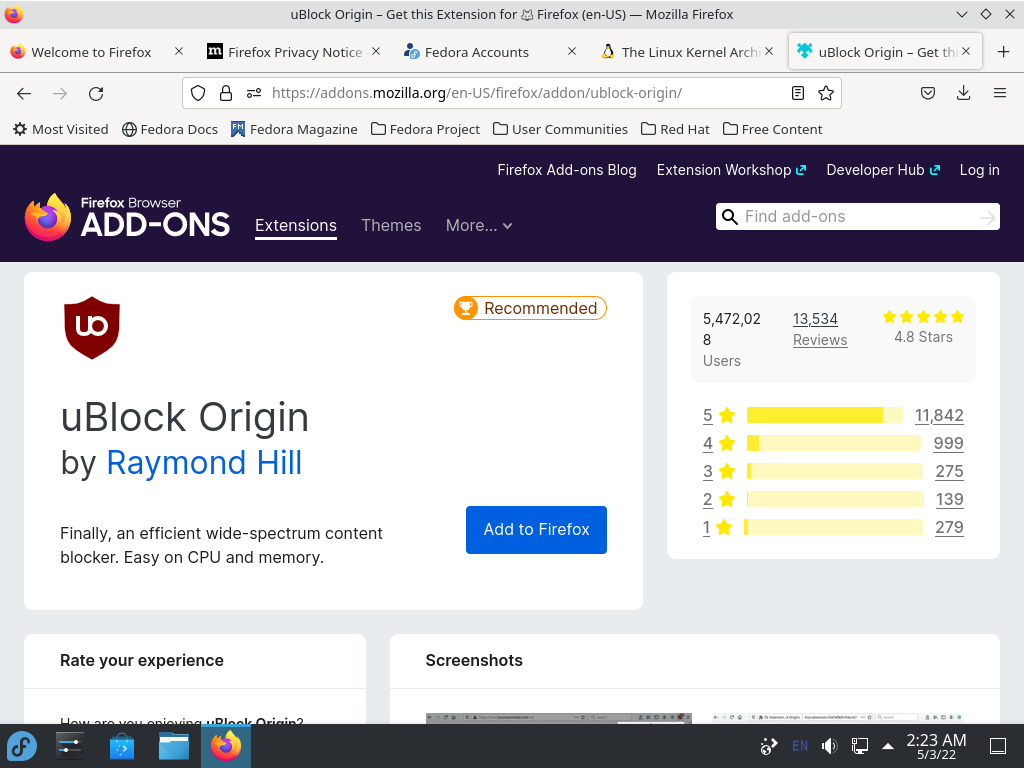 uBlock Origin – Get this Extension for 🦊 Firefox (en-US) — Mozilla Firefox
Welcome to Firefox
Firefox Privacy Notice
Fedora Accounts
The Linux Kernel Archi
uBlock Origin – Get thi
https://addons.mozilla.org/en-US/firefox/addon/ublock-origin/
Most Visited
Fedora Docs
Fedora Magazine
Fedora Project
User Communities
Red Hat
Free Content
Firefox Add-ons Blog
Extension Workshop
Developer Hub
Log in
Firefox Browser
ADD-ONS
Extensions
Themes
More...
Find add-ons
Recommended
uBlock Origin
by Raymond Hill
Finally, an efficient wide-spectrum content
blocker. Easy on CPU and memory.
Add to Firefox
5,472,02
8
Users
13,534
Reviews
4.8 Stars
5 11,842
4 999
3 275
2 139
1 279
Rate your experience
How are you enjoying uBlock Origin?
Screenshots
EN
2:23 AM
5/3/22